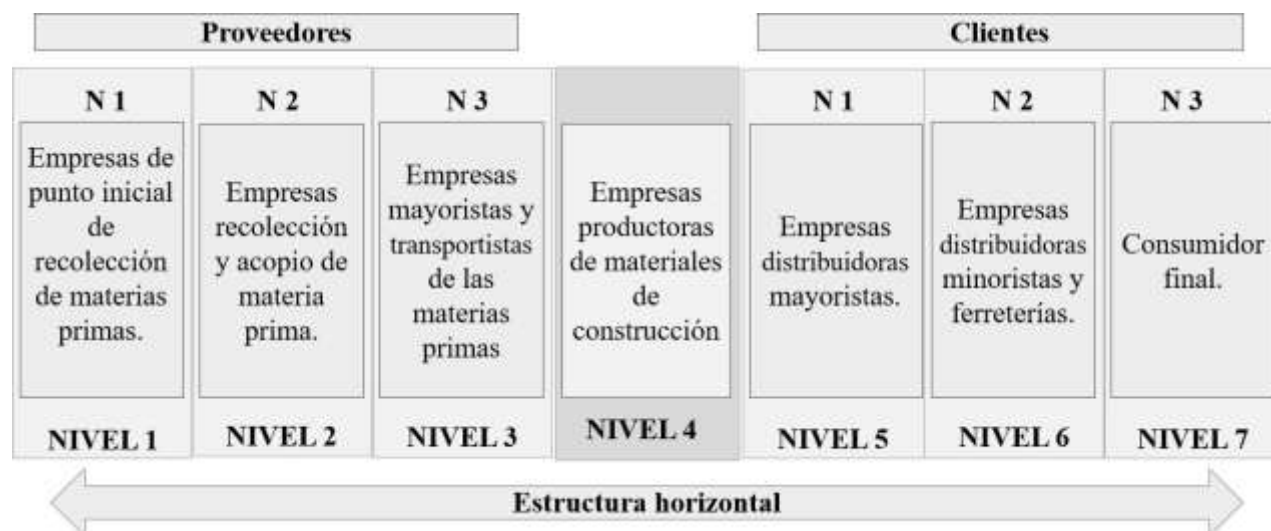 Proveedores
Clientes
N 1
Empresas de
punto inicial
de
recolección
de materias
primas.
NIVEL 1
N 2
Empresas
recolección
y acopio de
materia
prima.
NIVEL 2
N 3
Empresas
mayoristas y
transportistas
de las
materias
primas
NIVEL 3
Empresas
productoras
de materiales
de
construcción
NIVEL 4
N 1
Empresas
distribuidoras
mayoristas.
NIVEL 5
N 2
Empresas
distribuidoras
minoristas y
ferreterías.
NIVEL 6
N 3
Consumidor
final.
NIVEL 7
Estructura horizontal